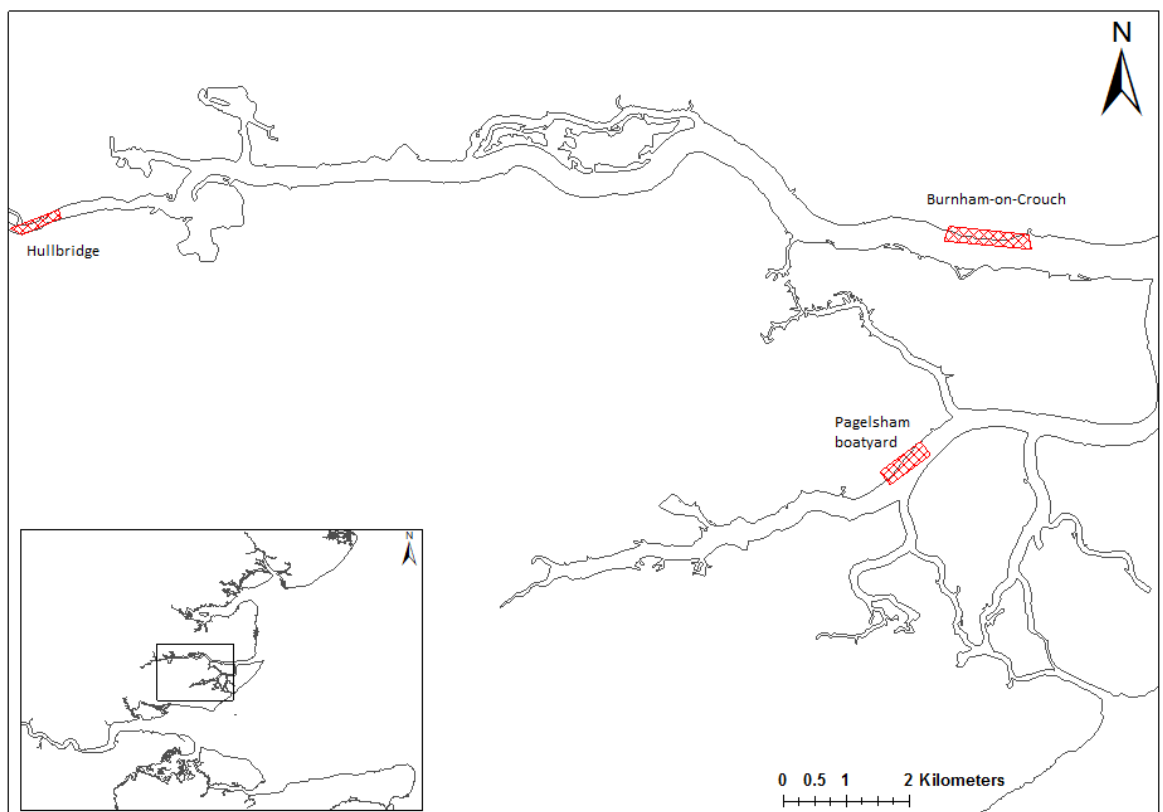 N
Burnham-on-Crouch
Hullbridge
Pagelsham
boatyard
N
0 0.5 1 2 Kilometers